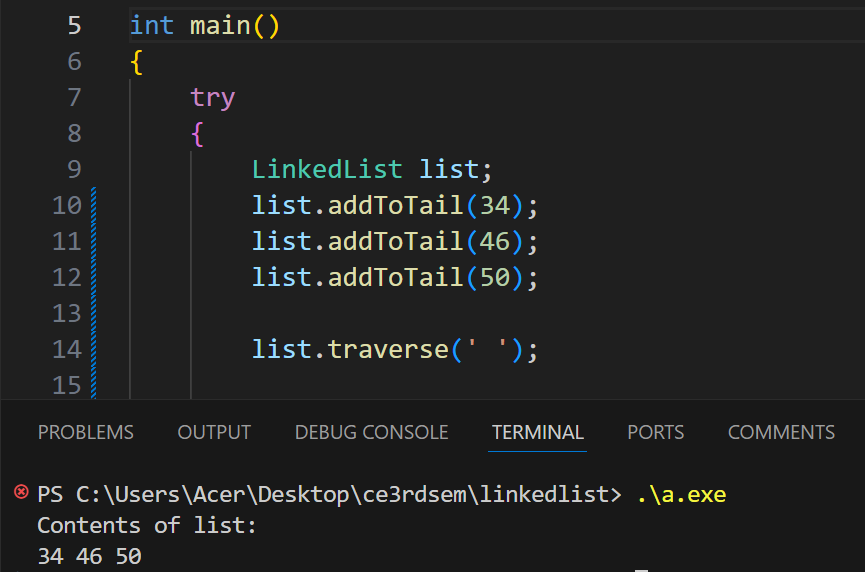 5 int main()
6 {
7 try
8 {
9 LinkedList list;
10 list.addToTail(34);
11 list.addToTail(46);
12 list.addToTail(50);
13
14 list.traverse(' ');
15
PROBLEMS OUTPUT DEBUG CONSOLE TERMINAL PORTS COMMENTS
PS C:\Users\Acer\Desktop\ce3rdsem\linkedlist> .\a.exe
Contents of list:
34 46 50